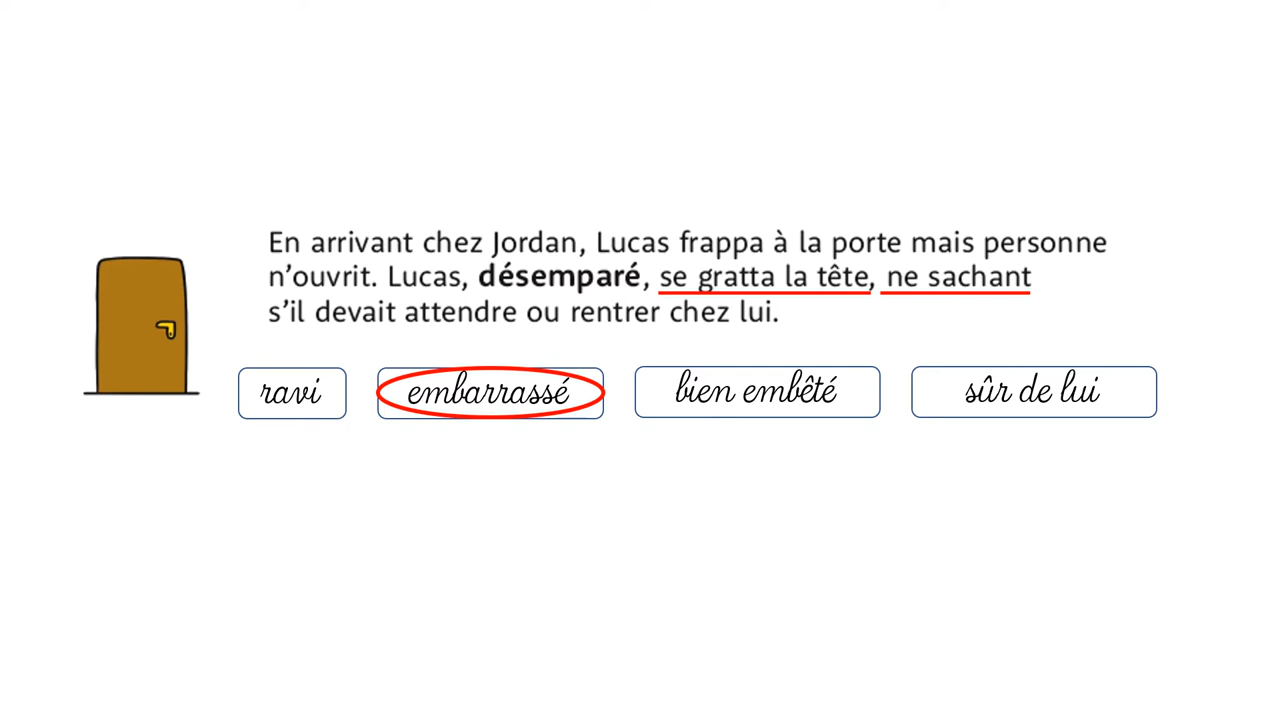 En arrivant chez Jordan, Lucas frappa à la porte mais personne
n'ouvrit. Lucas, désemparé, se gratta la tête, ne sachant
s'il devait attendre ou rentrer chez lui.
ravi embarrassé bien embêté sûr de lui